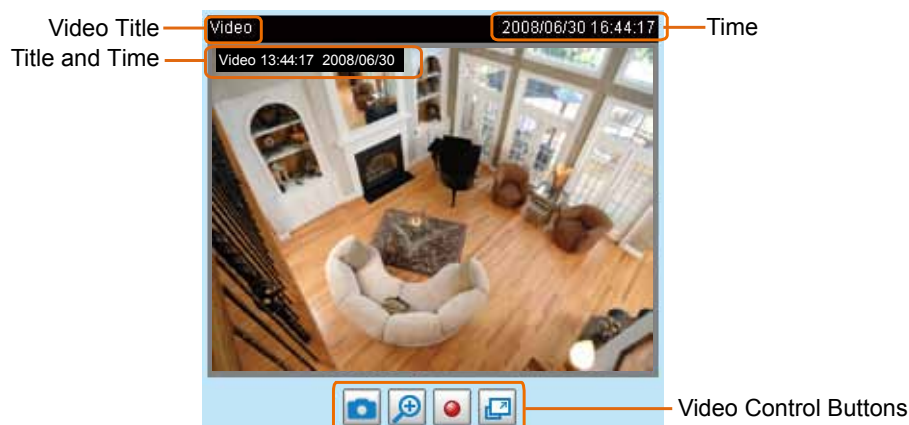 Video Title
Video
2008/06/30 16:44:17
Time
Title and Time
Video 13:44:17 2008/06/30
Video Control Buttons